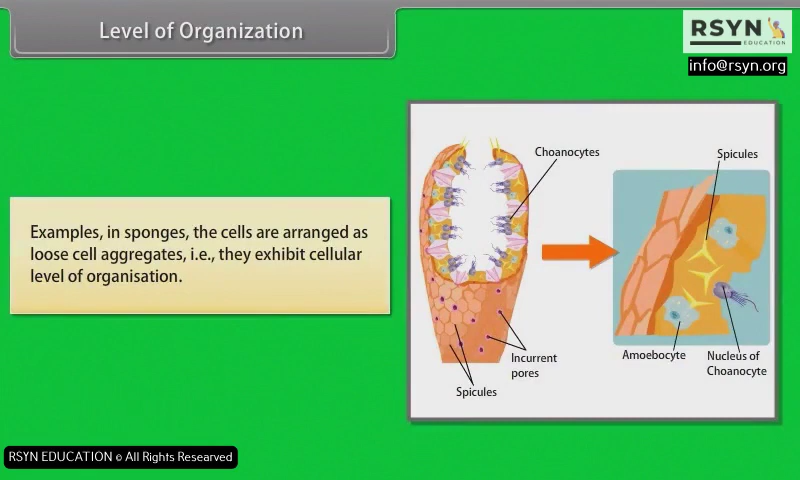 Level of Organization
RSYN
EDUCATION
info@rsyn.org
Examples, in sponges, the cells are arranged as
loose cell aggregates, i.e., they exhibit cellular
level of organisation.
Choanocytes
Spicules
Incurrent
pores
Spicules
Amoebocyte
Nucleus of
Choanocyte
RSYN EDUCATION © All Rights Researved